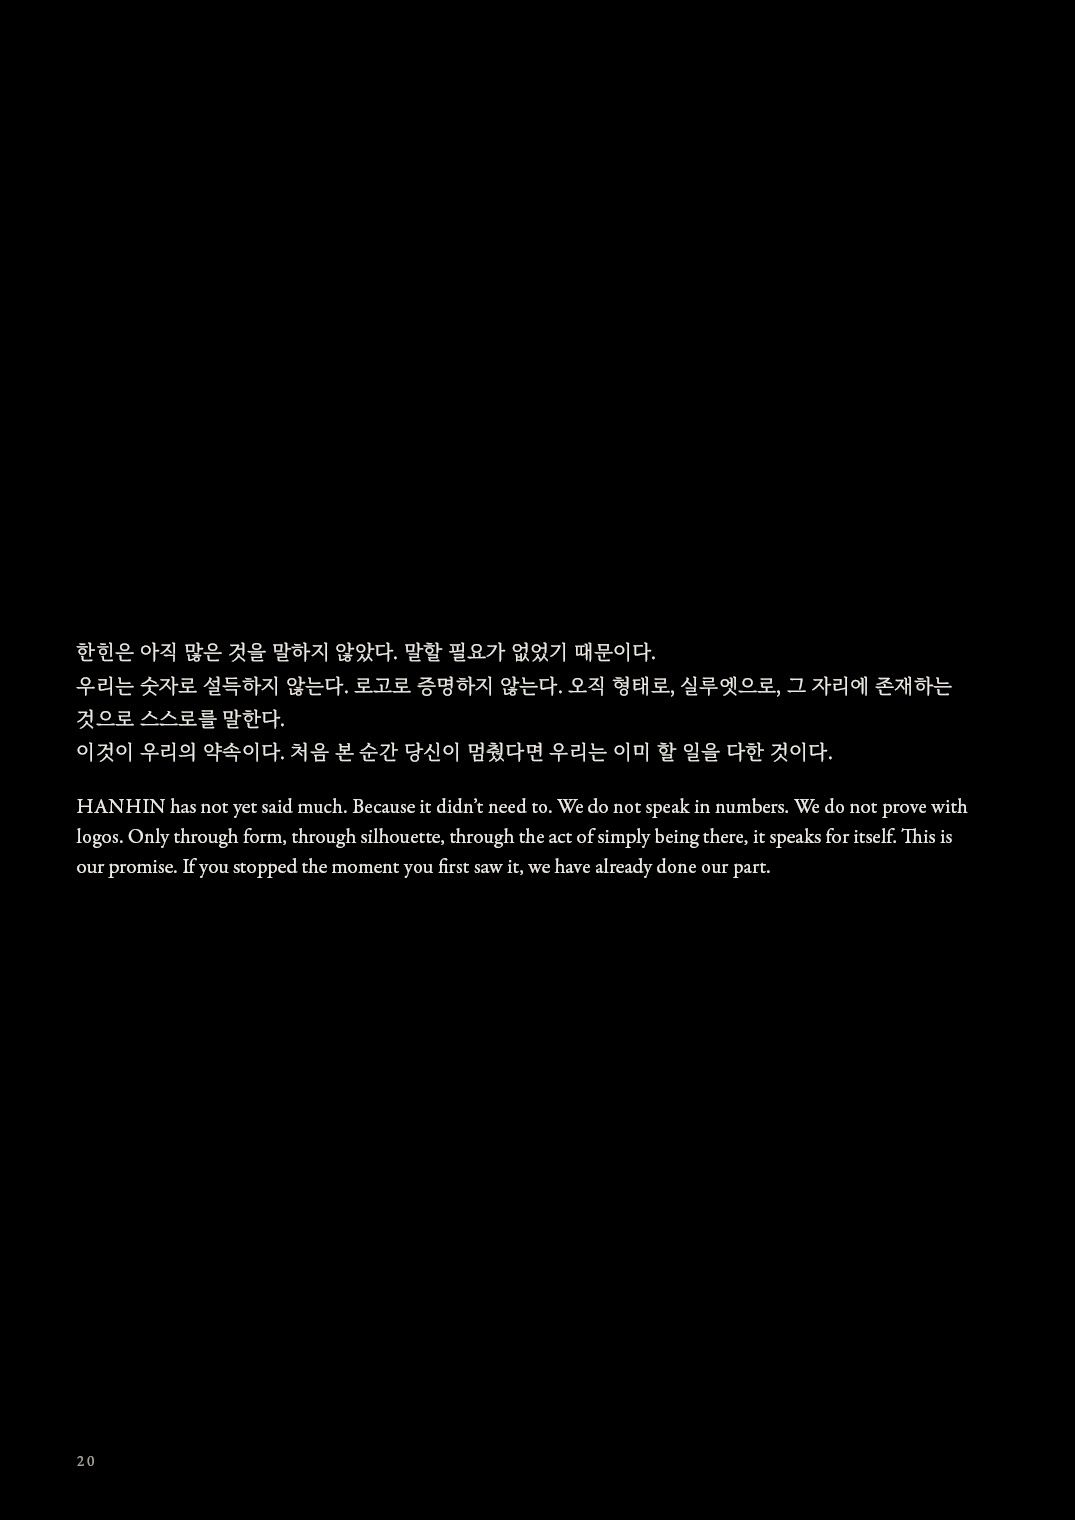 한힌은 아직 많은 것을 말하지 않았다. 말할 필요가 없었기 때문이다.
우리는 숫자로 설득하지 않는다. 로고로 증명하지 않는다. 오직 형태로, 실루엣으로, 그 자리에 존재하는
것으로 스스로를 말한다.
이것이 우리의 약속이다. 처음 본 순간 당신이 멈췄다면 우리는 이미 할 일을 다한 것이다.
HANHIN has not yet said much. Because it didn’t need to. We do not speak in numbers. We do not prove with
logos. Only through form, through silhouette, through the act of simply being there, it speaks for itself. This is
our promise. If you stopped the moment you first saw it, we have already done our part.
20